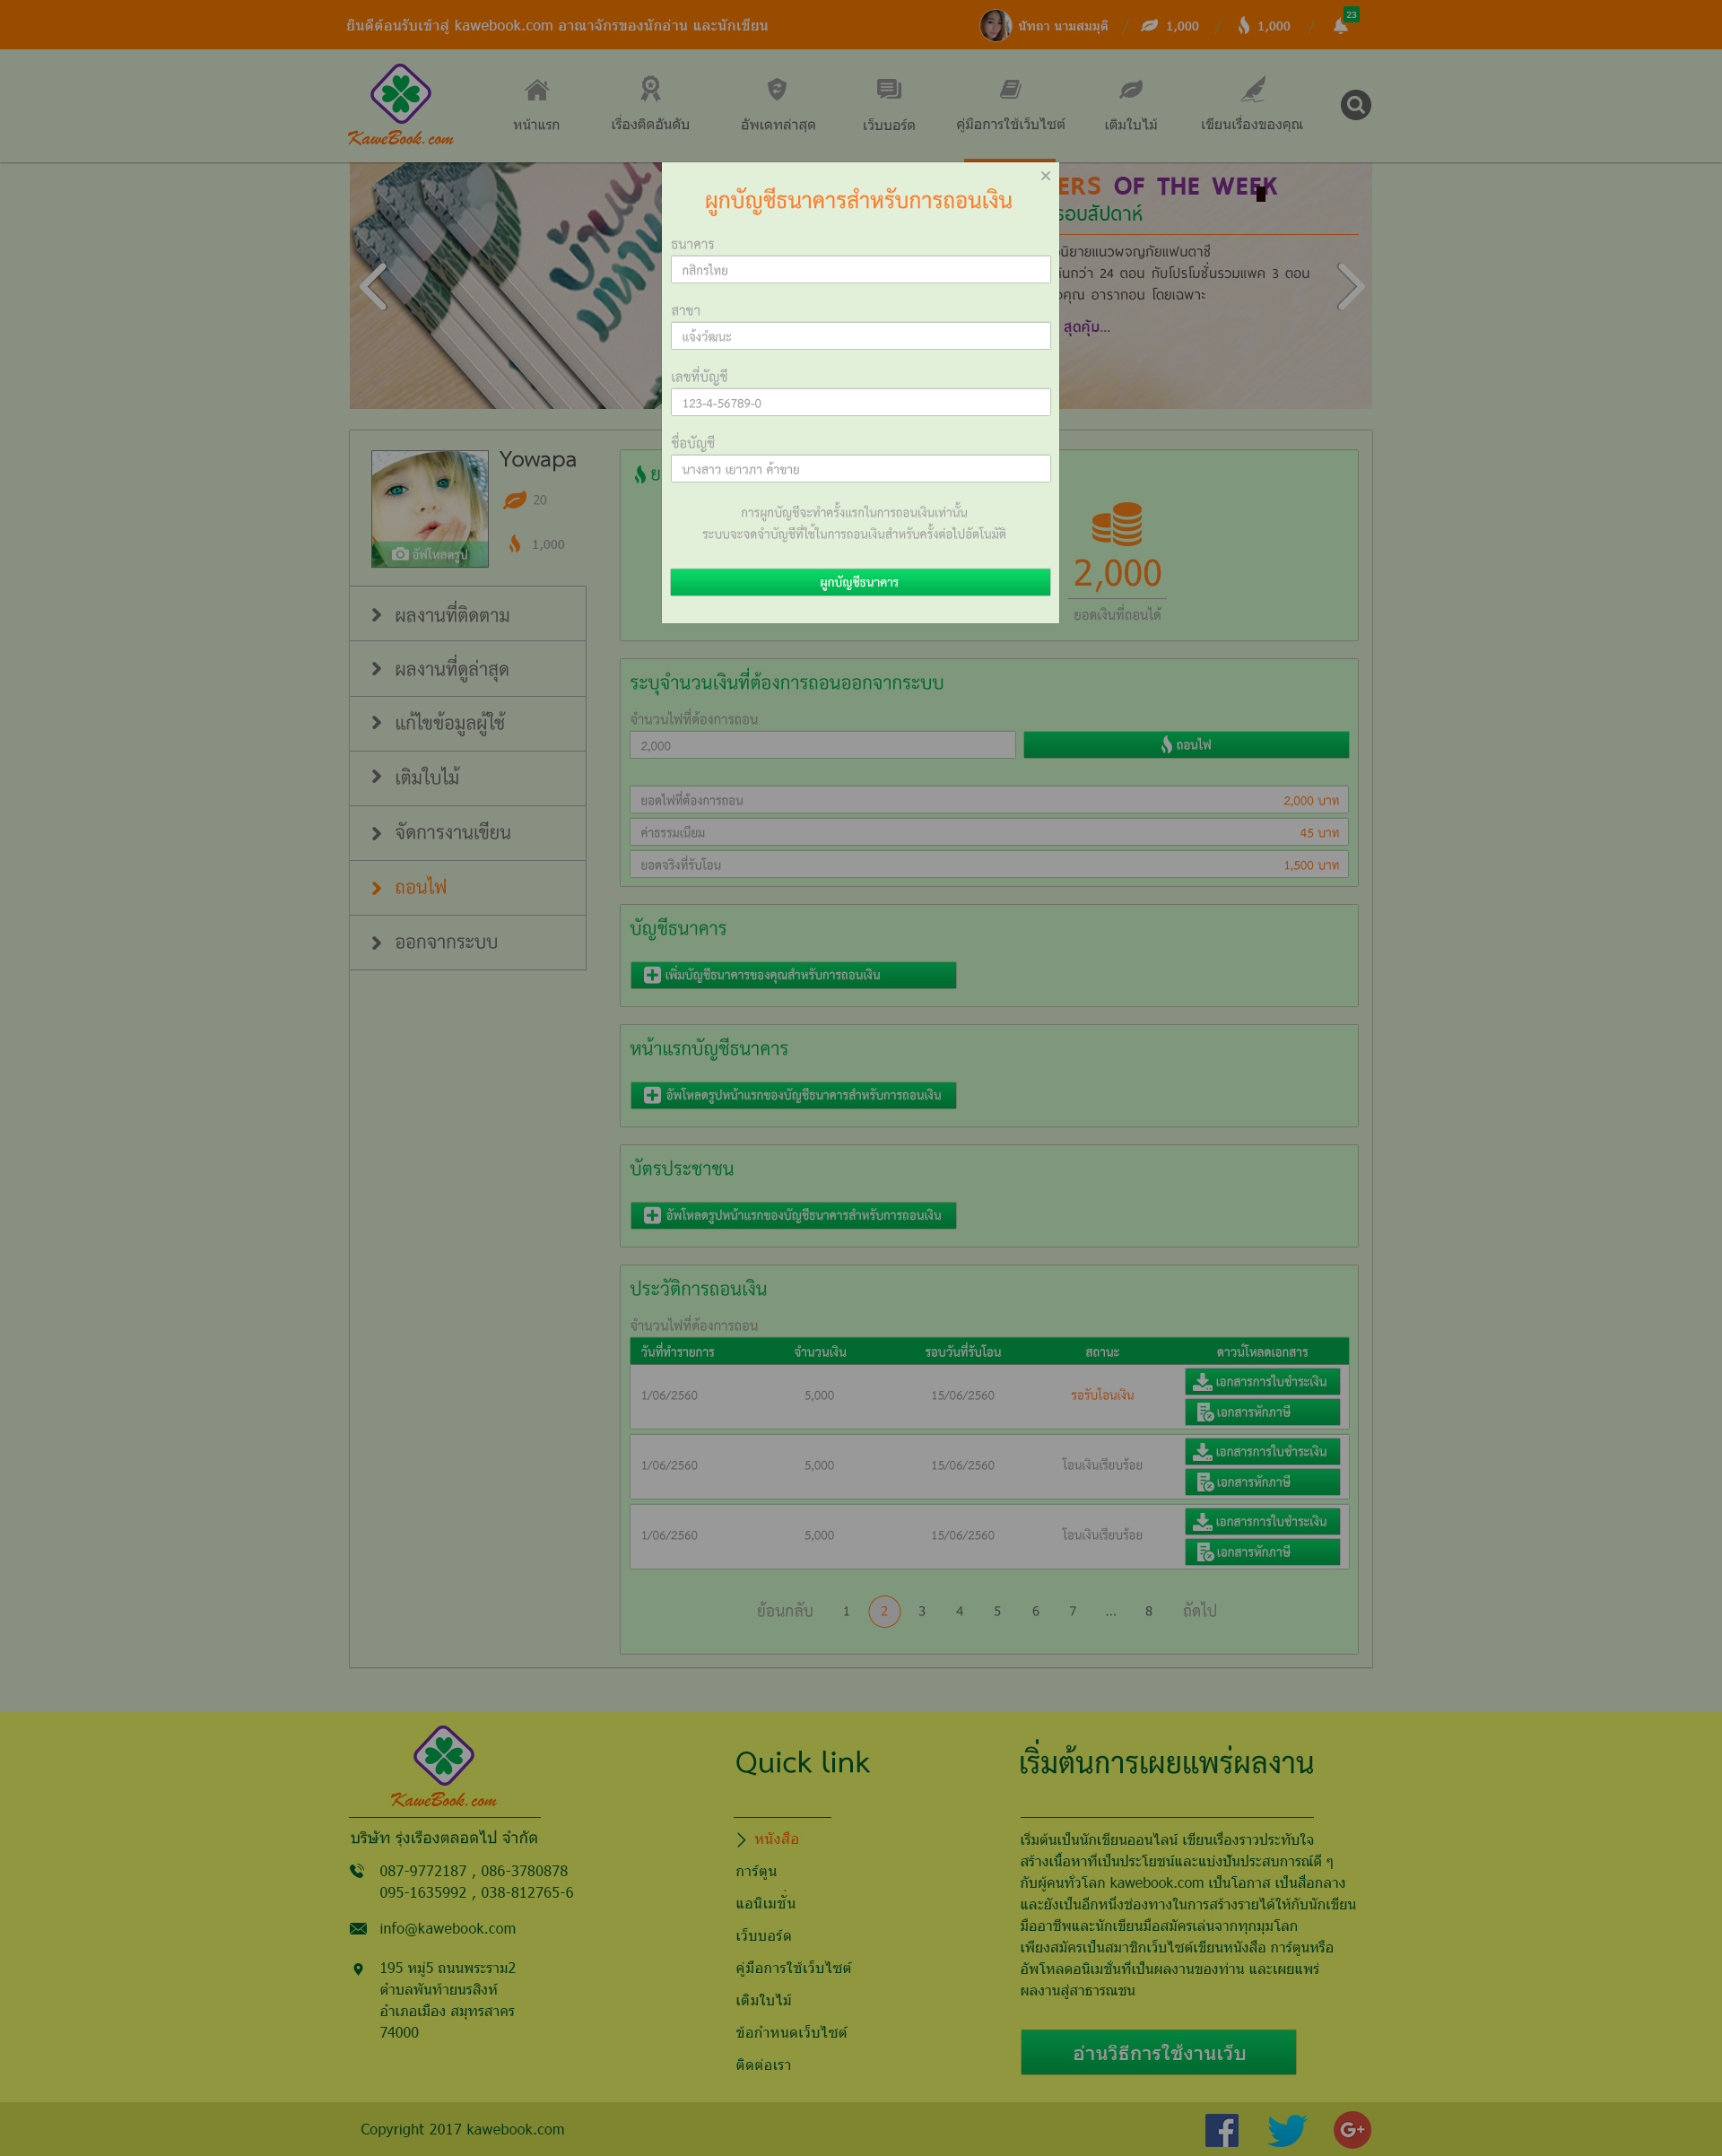 ยินดีต้อนรับเข้าสู่ kawebook.com อาณาจักรของนักอ่าน และนักเขียน
นัทถา นามสมมุติ / 1,000 / 1,000 / 23
KaweBook.com
หน้าแรก
เรื่องติดอันดับ
อัพเดทล่าสุด
เว็บบอร์ด
คู่มือการใช้เว็บไซต์
เติมใบไม้
เขียนเรื่องของคุณ
ERS OF THE WEEK
รอบสัปดาห์
นิยายแนวผจญภัยแฟนตาซี
กว่า 24 ตอน กับโปรโมชั่นรวมแพค 3 ตอน
คุณ อารากอน โดยเฉพาะ
สุดคุ้ม...
×
ผูกบัญชีธนาคารสำหรับการถอนเงิน
ธนาคาร
กสิกรไทย
สาขา
แจ้งวัฒนะ
เลขที่บัญชี
123-4-56789-0
ชื่อบัญชี
นางสาว เยาวภา ค้าขาย
การผูกบัญชีจะทำครั้งแรกในการถอนเงินเท่านั้น
ระบบจะจดจำบัญชีที่ใช้ในการถอนเงินสำหรับครั้งต่อไปอัตโนมัติ
ผูกบัญชีธนาคาร
Yowapa
20
1,000
อัพโหลดรูป
ผลงานที่ติดตาม
ผลงานที่ดูล่าสุด
แก้ไขข้อมูลผู้ใช้
เติมใบไม้
จัดการงานเขียน
ถอนไฟ
ออกจากระบบ
ย
2,000
ยอดเงินที่ถอนได้
ระบุจำนวนเงินที่ต้องการถอนออกจากระบบ
จำนวนไฟที่ต้องการถอน
2,000
ถอนไฟ
ยอดไฟที่ต้องการถอน 2,000 บาท
ค่าธรรมเนียม 45 บาท
ยอดจริงที่รับโอน 1,500 บาท
บัญชีธนาคาร
เพิ่มบัญชีธนาคารของคุณสำหรับการถอนเงิน
หน้าแรกบัญชีธนาคาร
อัพโหลดรูปหน้าแรกของบัญชีธนาคารสำหรับการถอนเงิน
บัตรประชาชน
อัพโหลดรูปหน้าแรกของบัญชีธนาคารสำหรับการถอนเงิน
ประวัติการถอนเงิน
จำนวนไฟที่ต้องการถอน
วันที่ทำรายการ จำนวนเงิน รอบวันที่รับโอน สถานะ ดาวน์โหลดเอกสาร
1/06/2560 5,000 15/06/2560 รอรับโอนเงิน
เอกสารการใบชำระเงิน
เอกสารหักภาษี
1/06/2560 5,000 15/06/2560 โอนเงินเรียบร้อย
เอกสารการใบชำระเงิน
เอกสารหักภาษี
1/06/2560 5,000 15/06/2560 โอนเงินเรียบร้อย
เอกสารการใบชำระเงิน
เอกสารหักภาษี
ย้อนกลับ 1 2 3 4 5 6 7 ... 8 ถัดไป
KaweBook.com
บริษัท รุ่งเรืองตลอดไป จำกัด
087-9772187 , 086-3780878
095-1635992 , 038-812765-6
info@kawebook.com
195 หมู่5 ถนนพระราม2
ตำบลพันท้ายนรสิงห์
อำเภอเมือง สมุทรสาคร
74000
Quick link
หนังสือ
การ์ตูน
แอนิเมชั่น
เว็บบอร์ด
คู่มือการใช้เว็บไซต์
เติมใบไม้
ข้อกำหนดเว็บไซต์
ติดต่อเรา
เริ่มต้นการเผยแพร่ผลงาน
เริ่มต้นเป็นนักเขียนออนไลน์ เขียนเรื่องราวประทับใจ
สร้างเนื้อหาที่เป็นประโยชน์และแบ่งปันประสบการณ์ดี ๆ
กับผู้คนทั่วโลก kawebook.com เป็นโอกาส เป็นสื่อกลาง
และยังเป็นอีกหนึ่งช่องทางในการสร้างรายได้ให้กับนักเขียน
มืออาชีพและนักเขียนมือสมัครเล่นจากทุกมุมโลก
เพียงสมัครเป็นสมาชิกเว็บไซต์เขียนหนังสือ การ์ตูนหรือ
อัพโหลดอนิเมชั่นที่เป็นผลงานของท่าน และเผยแพร่
ผลงานสู่สาธารณชน
อ่านวิธีการใช้งานเว็บ
Copyright 2017 kawebook.com
G+